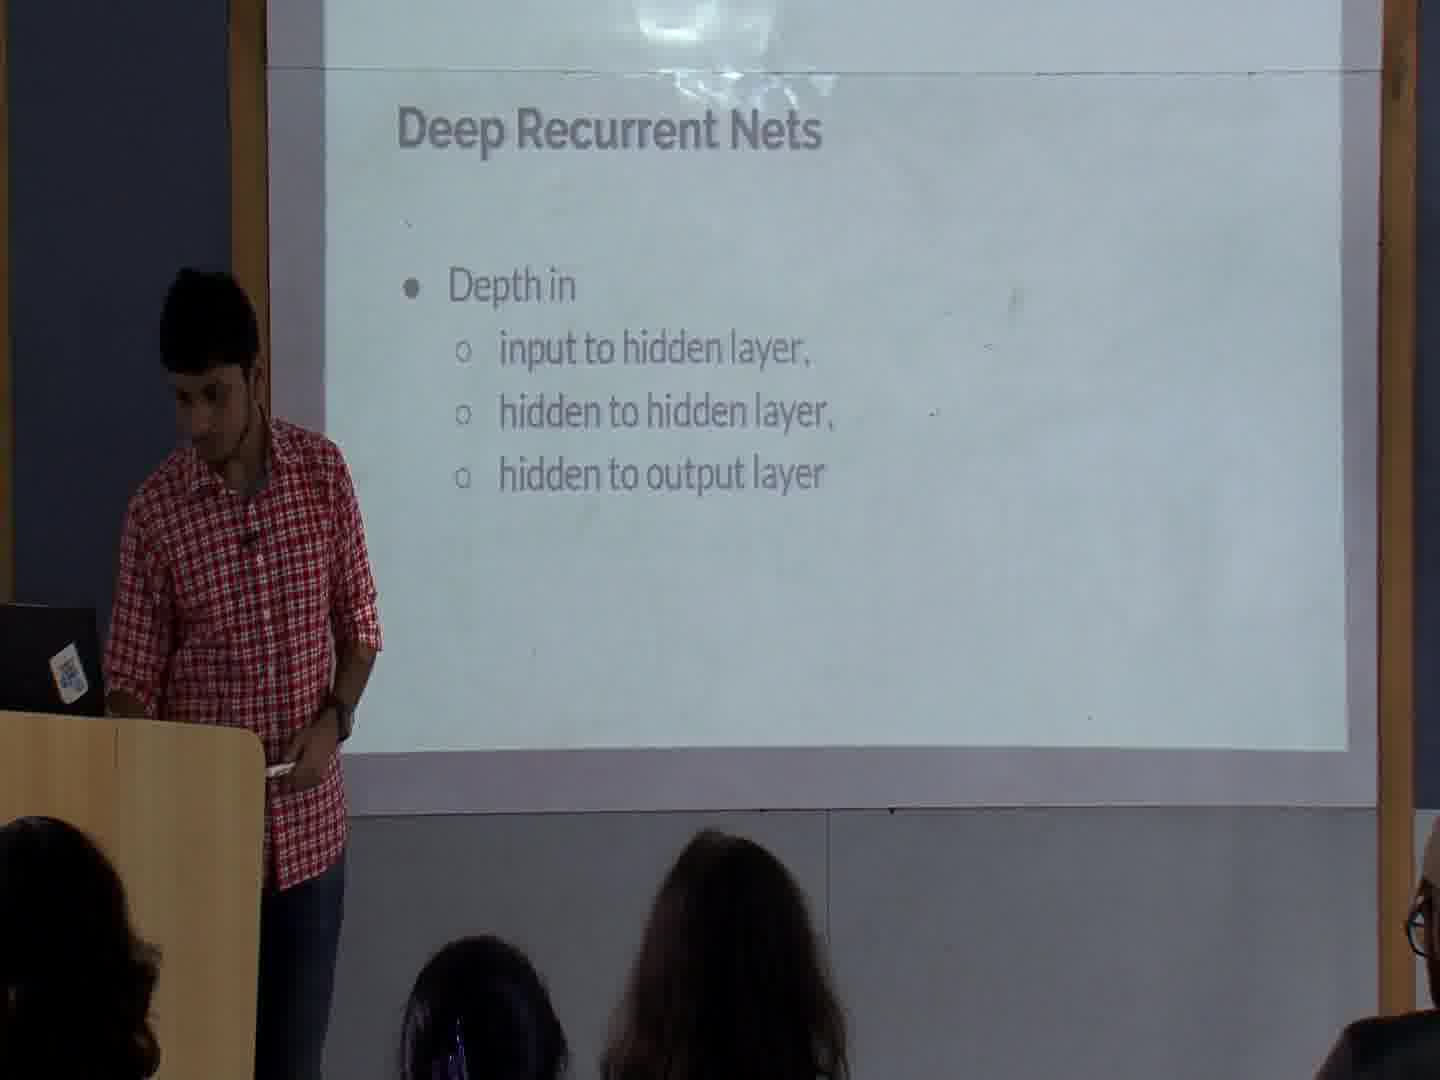 Deep Recurrent Nets
● Depth in
○ input to hidden layer,
○ hidden to hidden layer,
○ hidden to output layer